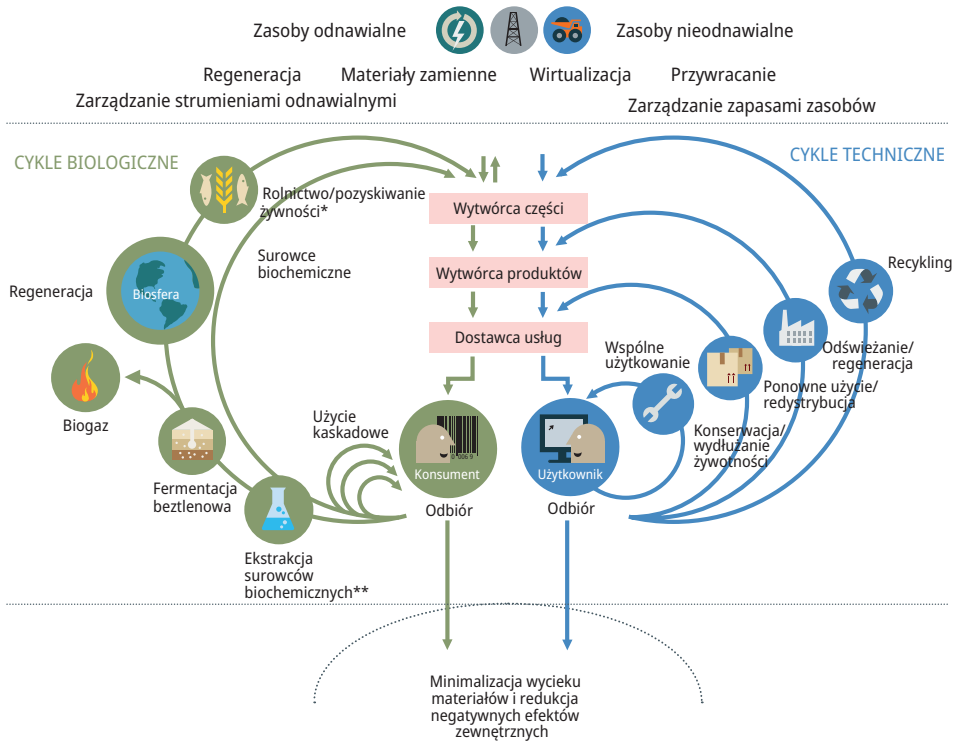 Zasoby odnawialne
Zasoby nieodnawialne
Regeneracja
Materiały zamienne
Wirtualizacja
Przywracanie
Zarządzanie strumieniami odnawialnymi
Zarządzanie zapasami zasobów
CYKLE BIOLOGICZNE
CYKLE TECHNICZNE
Rolnictwo/pozyskiwanie
żywności*
Wytwórca części
Surowce
biochemiczne
Wytwórca produktów
Recykling
Regeneracja
Biosfera
Dostawca usług
Wspólne
użytkowanie
Odświeżanie/
regeneracja
Ponowne użycie/
redystrybucja
Biogaz
Użycie
kaskadowe
Konserwacja/
wydłużanie
żywotności
Konsument
Użytkownik
Fermentacja
beztlenowa
Odbiór
Odbiór
Ekstrakcja
surowców
biochemicznych**
Minimalizacja wycieku
materiałów i redukcja
negatywnych efektów
zewnętrznych